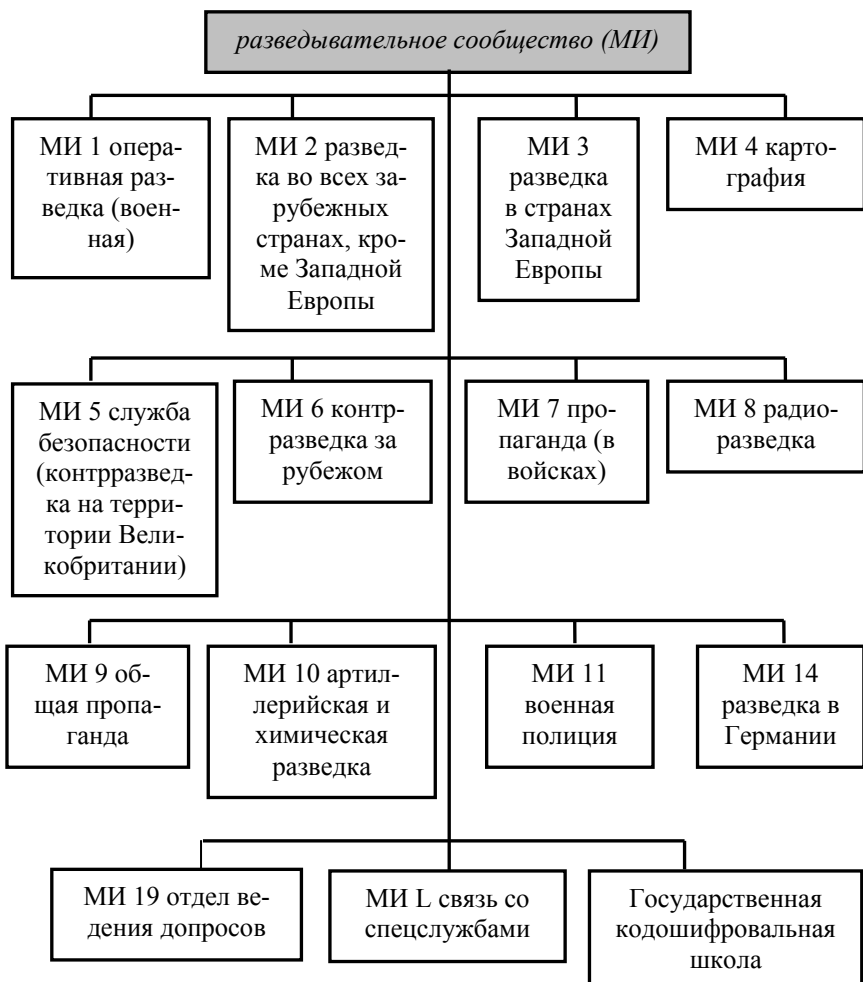 разведывательное сообщество (МИ)
МИ 1 опера-
тивная раз-
ведка (воен-
ная)
МИ 2 развед-
ка во всех за-
рубежных
странах, кро-
ме Западной
Европы
МИ 3
разведка
в странах
Западной
Европы
МИ 4 карто-
графия
МИ 5 служба
безопасности
(контрразвед-
ка на терри-
тории Вели-
кобритании)
МИ 6 контр-
разведка за
рубежом
МИ 7 про-
паганда (в
войсках)
МИ 8 радио-
разведка
МИ 9 об-
щая пропа-
ганда
МИ 10 артил-
лерийская и
химическая
разведка
МИ 11
военная
полиция
МИ 14
разведка в
Германии
МИ 19 отдел ве-
дения допросов
МИ L связь со
спецслужбами
Государственная
кодошифровальная
школа